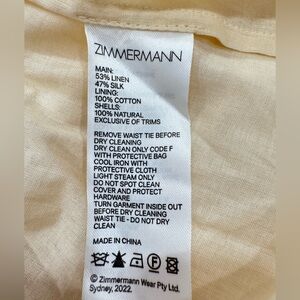 ZIMMERMANN
MAIN:
53% LINEN
47% SILK
LINING:
100% COTTON
SHELLS:
100% NATURAL
EXCLUSIVE OF TRIMS
REMOVE WAIST TIE BEFORE
DRY CLEANING
DRY CLEAN ONLY CODE F
WITH PROTECTIVE BAG
COOL IRON WITH
PROTECTIVE CLOTH
LIGHT STEAM ONLY
DO NOT SPOT CLEAN
COVER AND PROTECT
HARDWARE
TURN GARMENT INSIDE OUT
BEFORE DRY CLEANING
WAIST TIE - DO NOT DRY
CLEAN
MADE IN CHINA
F
© Zimmermann Wear Pty Ltd.
Sydney, 2022.